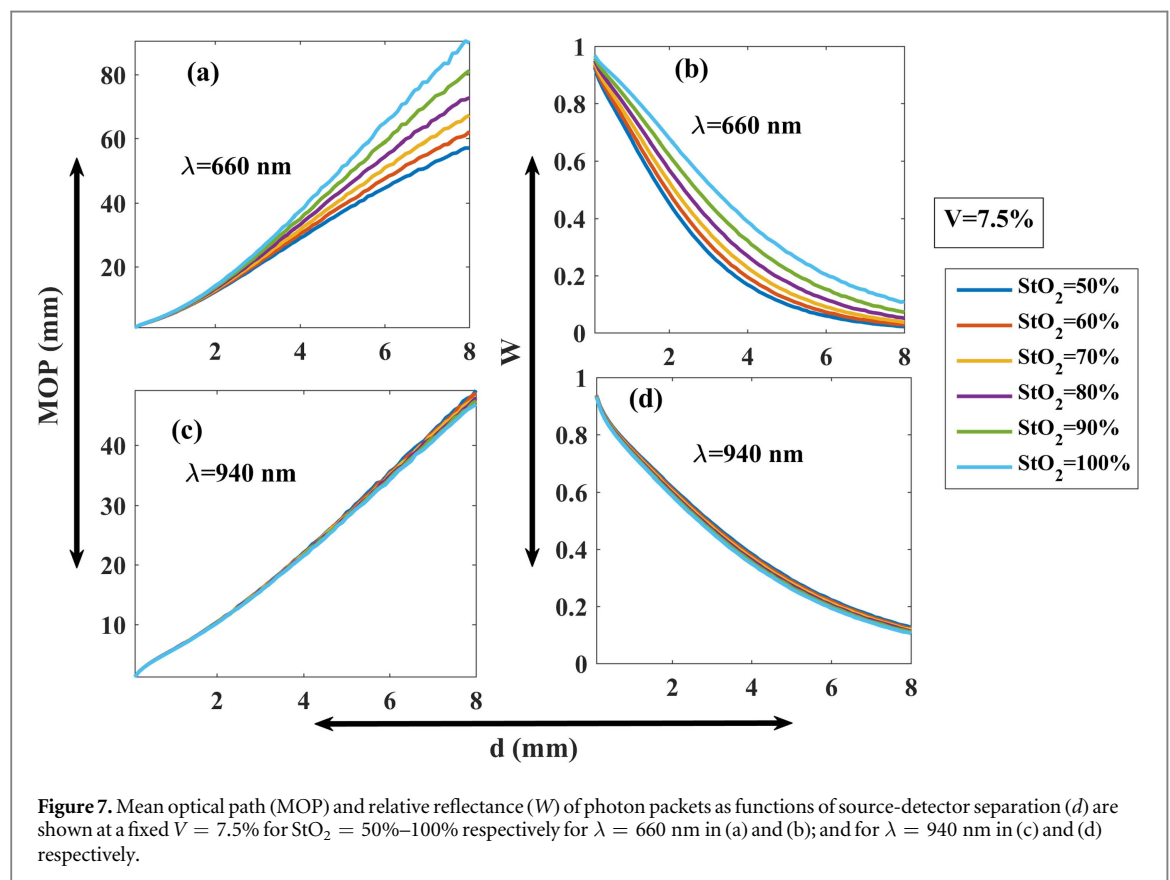 (a)
λ=660 nm
80
60
40
20
2 4 6 8
(b)
λ=660 nm
1
0.8
0.6
0.4
0.2
0
2 4 6 8
V=7.5%
StO2=50%
StO2=60%
StO2=70%
StO2=80%
StO2=90%
StO2=100%
MOP (mm)
W
(c)
λ=940 nm
40
30
20
10
2 4 6 8
(d)
λ=940 nm
1
0.8
0.6
0.4
0.2
0
2 4 6 8
d (mm)
Figure 7. Mean optical path (MOP) and relative reflectance (W) of photon packets as functions of source-detector separation (d) are
shown at a fixed V = 7.5% for StO2 = 50%–100% respectively for λ = 660 nm in (a) and (b); and for λ = 940 nm in (c) and (d)
respectively.